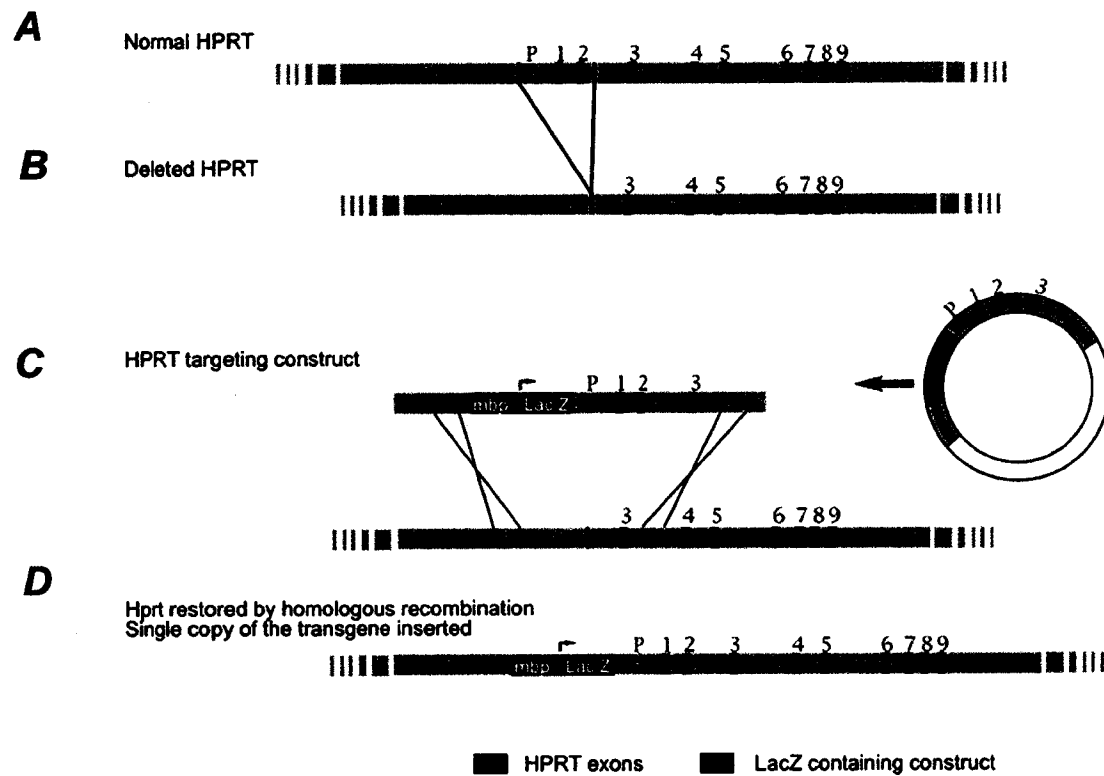 A
Normal HPRT
P 1 2 3 4 5 6 7 8 9
B
Deleted HPRT
3 4 5 6 7 8 9
P 1 2 3
C
HPRT targeting construct
P 1 2 3
mbp Lac Z
3 4 5 6 7 8 9
D
Hprt restored by homologous recombination
Single copy of the transgene inserted
P 1 2 3 4 5 6 7 8 9
mbp Lac Z
HPRT exons LacZ containing construct